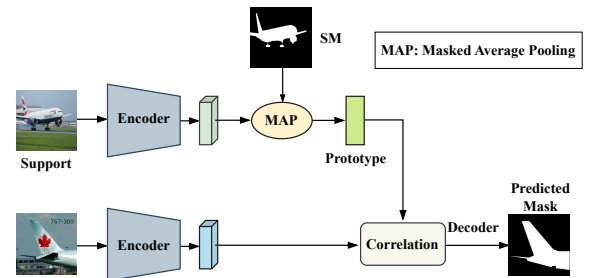 SM
MAP: Masked Average Pooling
Encoder
MAP
Support
Prototype
767-300
Encoder
Correlation
Decoder
Predicted
Mask